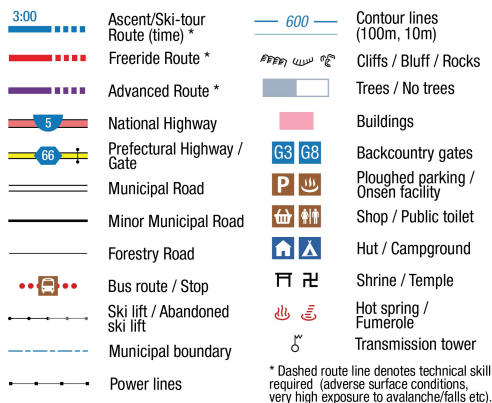 3:00
Ascent/Ski-tour
Route (time) *
Freeride Route *
Advanced Route *
5
National Highway
66
Prefectural Highway /
Gate
Municipal Road
Minor Municipal Road
Forestry Road
Bus route / Stop
Ski lift / Abandoned
ski lift
Municipal boundary
Power lines
600
Contour lines
(100m, 10m)
Cliffs / Bluff / Rocks
Trees / No trees
Buildings
G3 G8
Backcountry gates
P
Ploughed parking /
Onsen facility
Shop / Public toilet
Hut / Campground
Shrine / Temple
Hot spring /
Fumerole
Transmission tower
* Dashed route line denotes technical skill
required (adverse surface conditions,
very high exposure to avalanche/falls etc).